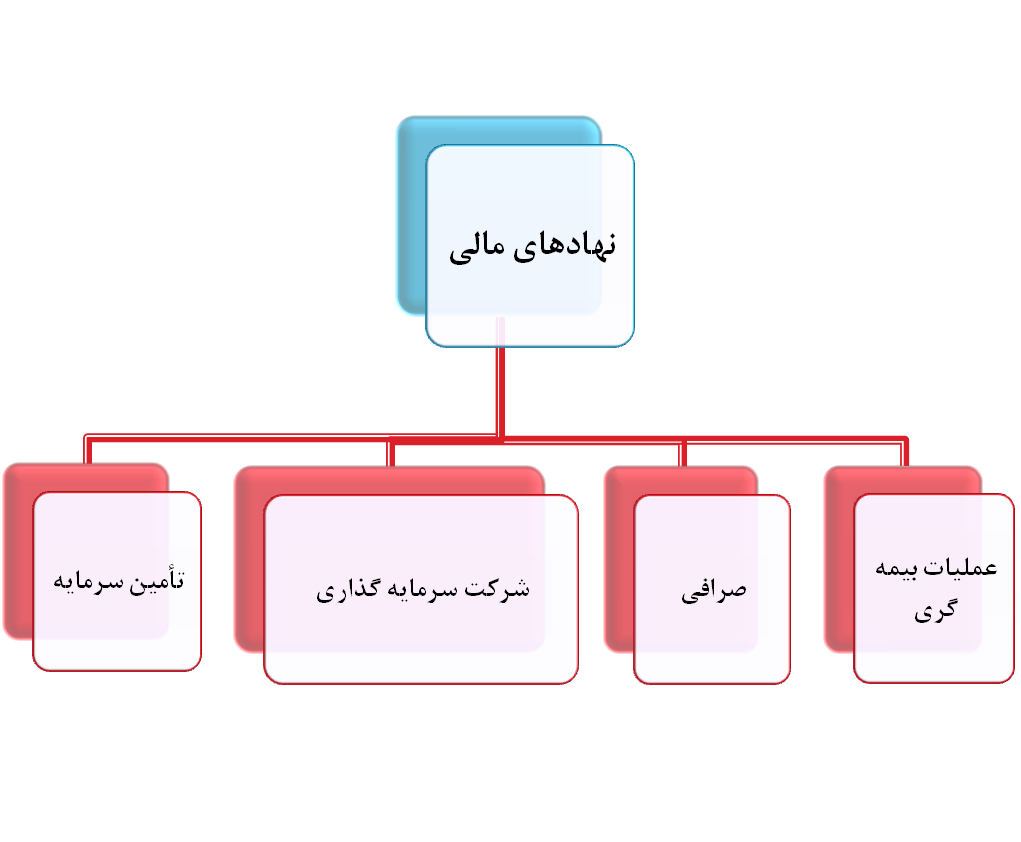 نهادهای مالی
عملیات بیمه
گری
صرافی
شرکت سرمایه گذاری
تأمین سرمایه